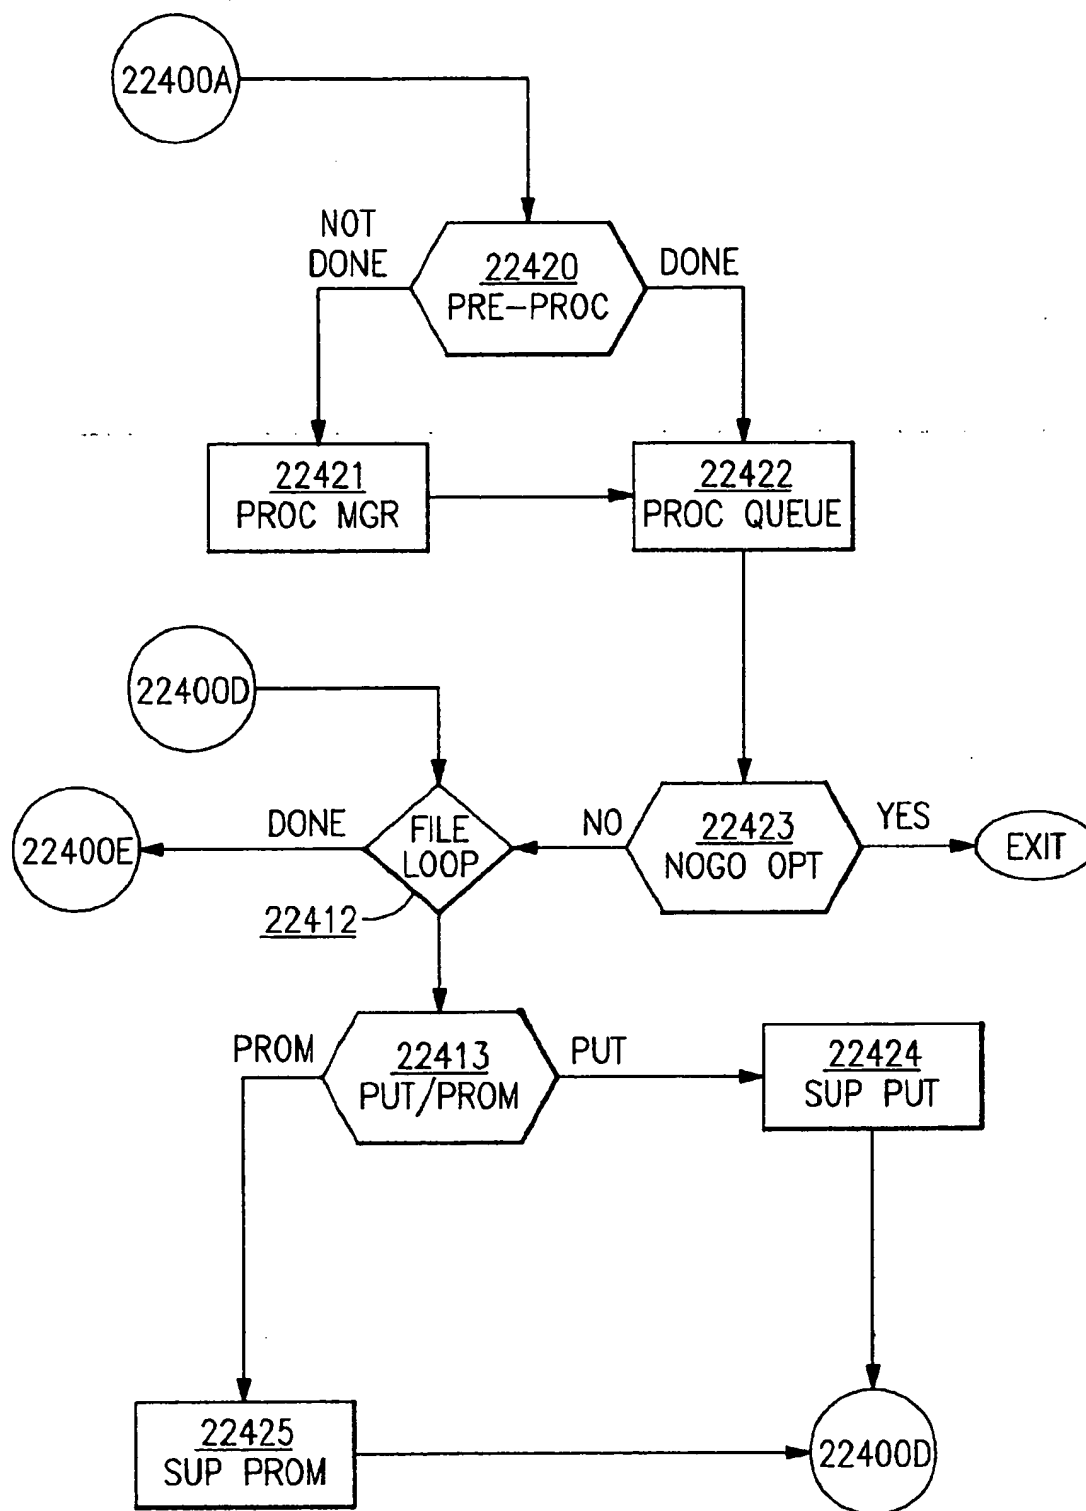 22400A
NOT
DONE
22420
PRE-PROC
DONE
22421
PROC MGR
22422
PROC QUEUE
22400D
22400E
DONE
FILE
LOOP
22412
NO
22423
NOGO OPT
YES
EXIT
PROM
22413
PUT/PROM
PUT
22424
SUP PUT
22425
SUP PROM
22400D